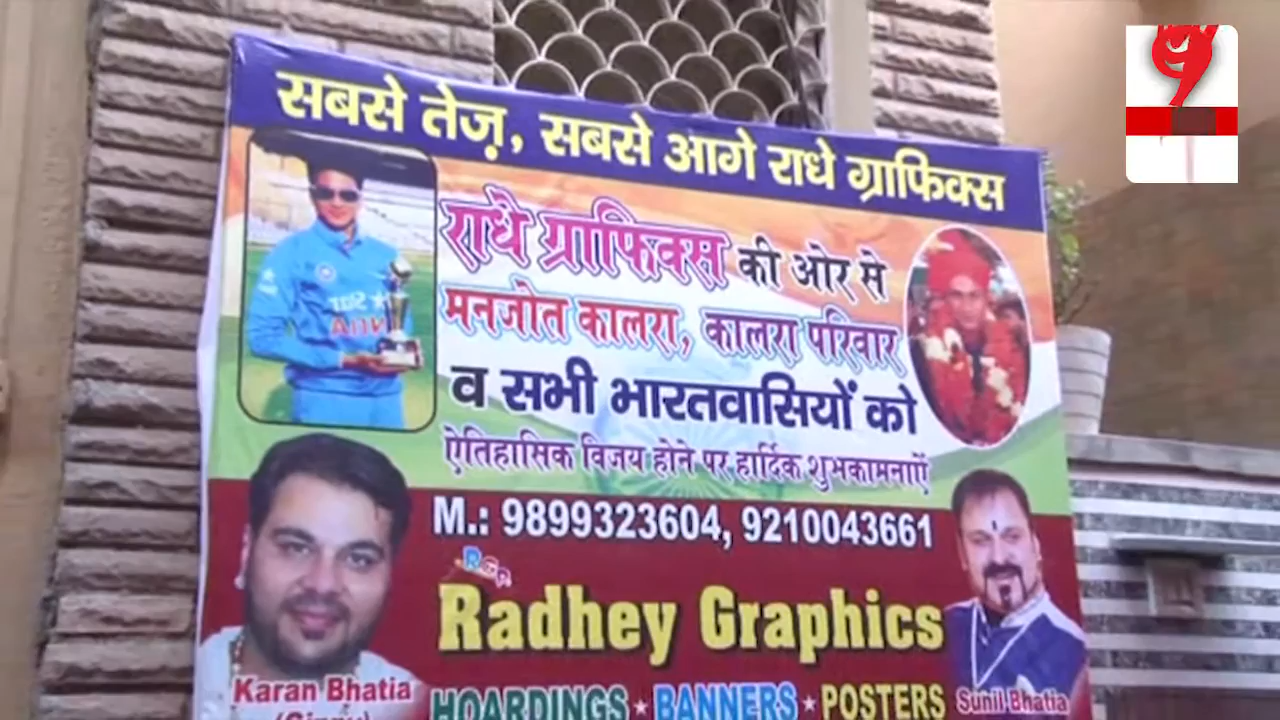 सबसे तेज़, सबसे आगे राधे ग्राफिक्स
राधे ग्राफिक्स की ओर से
मनजोत कालरा, कालरा परिवार
व सभी भारतवासियों को
ऐतिहासिक विजय होने पर हार्दिक शुभकामनाऐं
M.: 9899323604, 9210043661
RGP
Radhey Graphics
Karan Bhatia
Sunil Bhatia
HOARDINGS * BANNERS * POSTERS